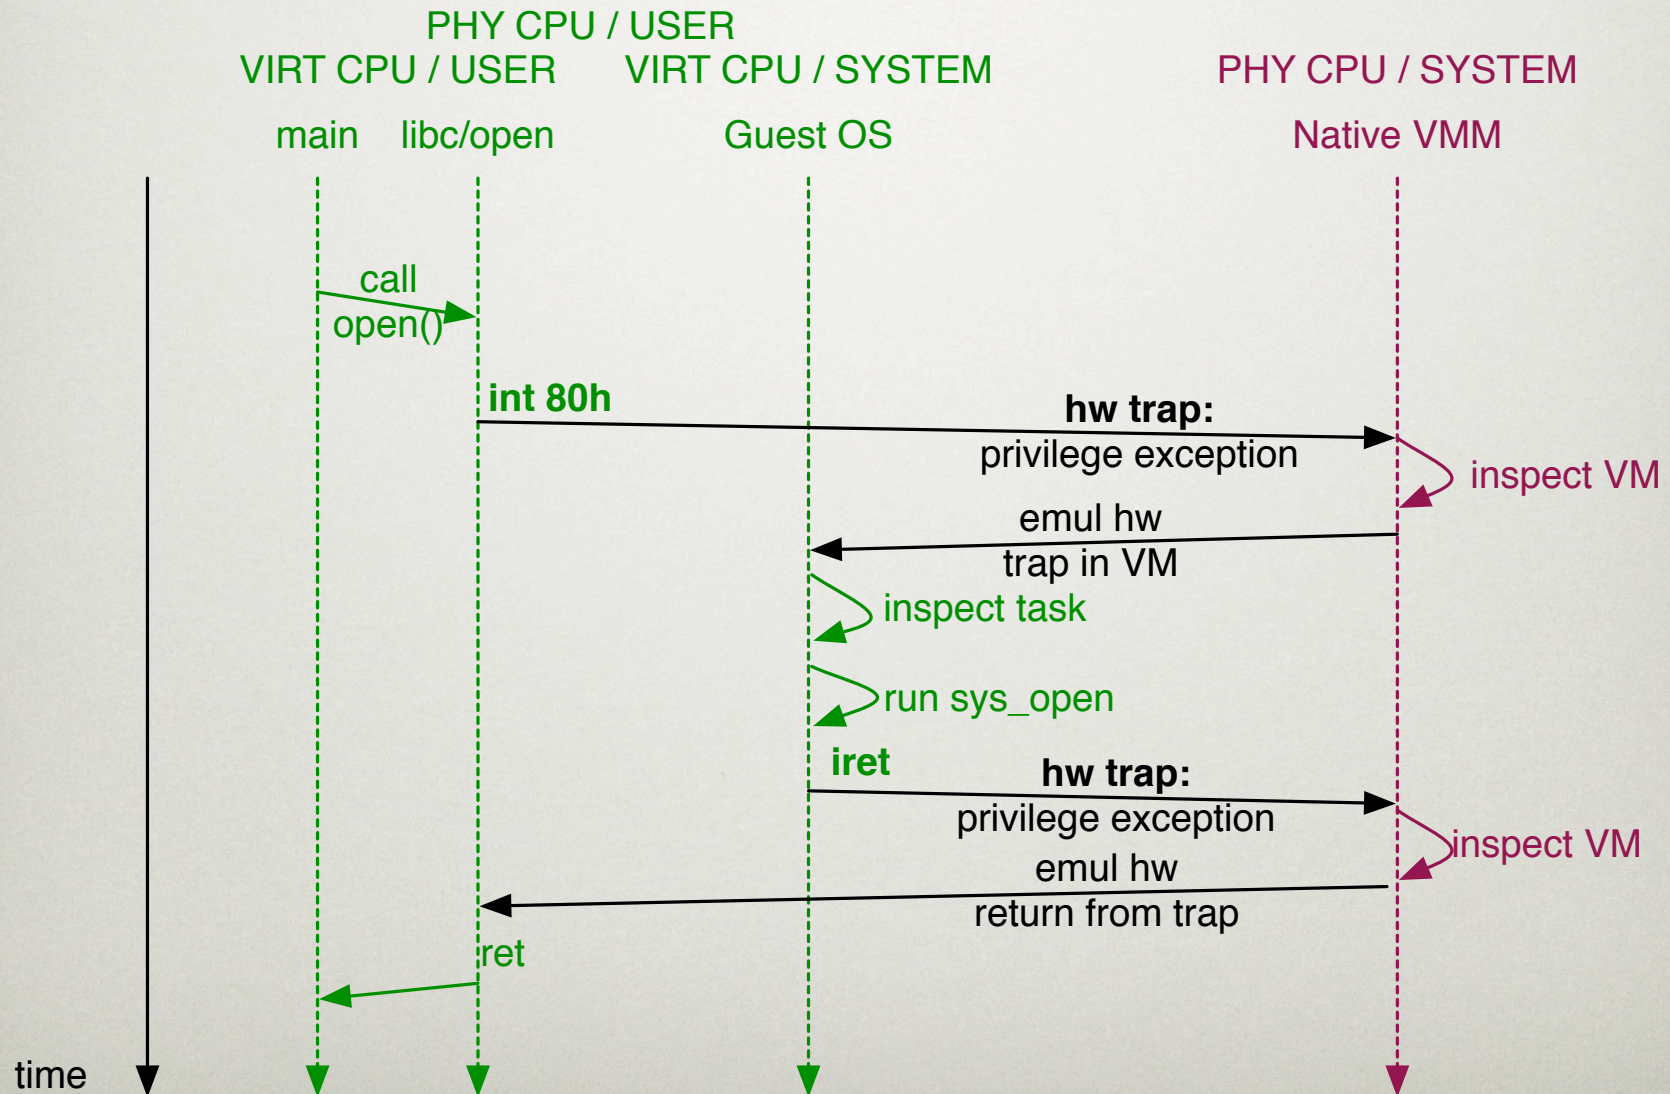 PHY CPU / USER
VIRT CPU / USER
VIRT CPU / SYSTEM
PHY CPU / SYSTEM
main
libc/open
Guest OS
Native VMM
call
open()
int 80h
hw trap:
privilege exception
inspect VM
emul hw
trap in VM
inspect task
run sys_open
iret
hw trap:
privilege exception
inspect VM
emul hw
return from trap
ret
time